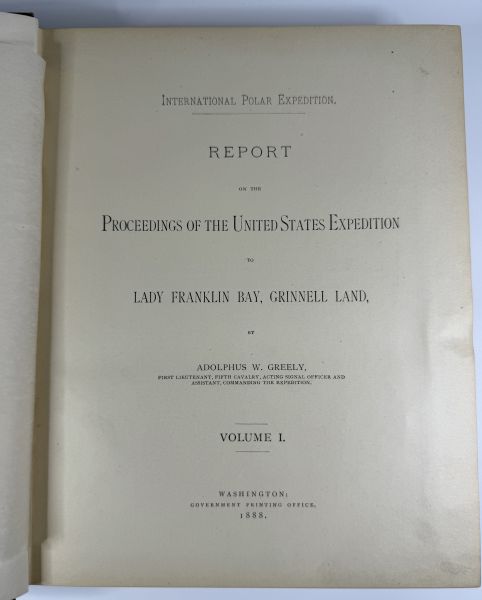 INTERNATIONAL POLAR EXPEDITION.
REPORT
ON THE
PROCEEDINGS OF THE UNITED STATES EXPEDITION
TO
LADY FRANKLIN BAY, GRINNELL LAND,
BY
ADOLPHUS W. GREELY,
FIRST LIEUTENANT, FIFTH CAVALRY, ACTING SIGNAL OFFICER AND
ASSISTANT, COMMANDING THE EXPEDITION.
VOLUME I.
WASHINGTON:
GOVERNMENT PRINTING OFFICE.
1888.